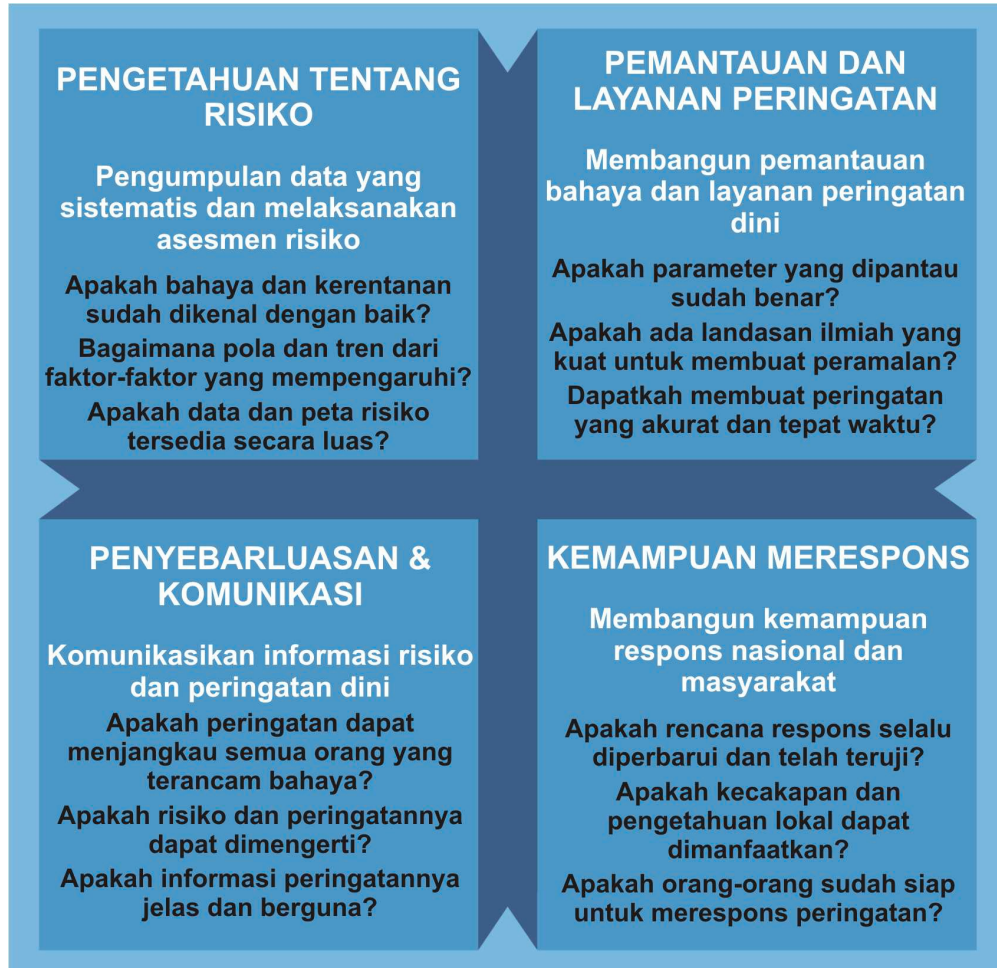 PENGETAHUAN TENTANG
RISIKO
Pengumpulan data yang
sistematis dan melaksanakan
asesmen risiko
Apakah bahaya dan kerentanan
sudah dikenal dengan baik?
Bagaimana pola dan tren dari
faktor-faktor yang mempengaruhi?
Apakah data dan peta risiko
tersedia secara luas?
PEMANTAUAN DAN
LAYANAN PERINGATAN
Membangun pemantauan
bahaya dan layanan peringatan
dini
Apakah parameter yang dipantau
sudah benar?
Apakah ada landasan ilmiah yang
kuat untuk membuat peramalan?
Dapatkah membuat peringatan
yang akurat dan tepat waktu?
PENYEBARLUASAN &
KOMUNIKASI
Komunikasikan informasi risiko
dan peringatan dini
Apakah peringatan dapat
menjangkau semua orang yang
terancam bahaya?
Apakah risiko dan peringatannya
dapat dimengerti?
Apakah informasi peringatannya
jelas dan berguna?
KEMAMPUAN MERESPONS
Membangun kemampuan
respons nasional dan
masyarakat
Apakah rencana respons selalu
diperbarui dan telah teruji?
Apakah kecakapan dan
pengetahuan lokal dapat
dimanfaatkan?
Apakah orang-orang sudah siap
untuk merespons peringatan?